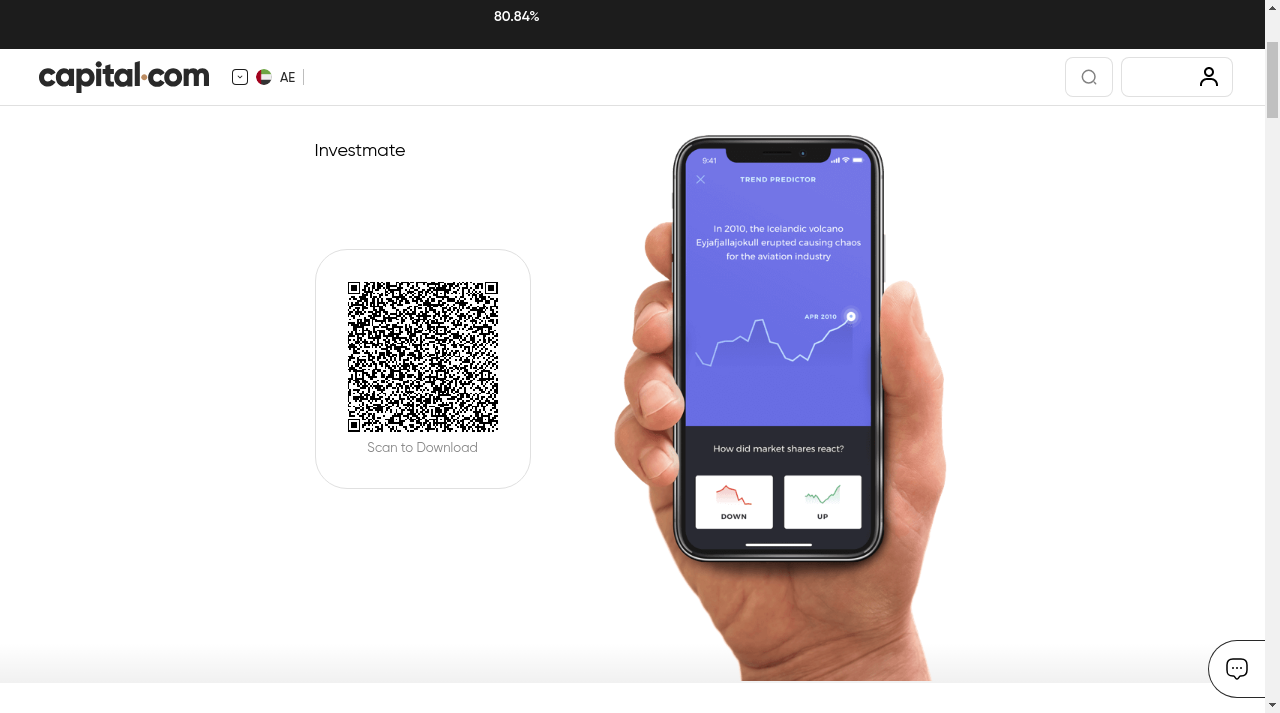 80.84%
capital.com
AE
Investmate
Scan to Download
9:41
TREND PREDICTOR
In 2010, the Icelandic volcano
Eyjafjallajokull erupted causing chaos
for the aviation industry
APR 2010
How did market shares react?
DOWN
UP